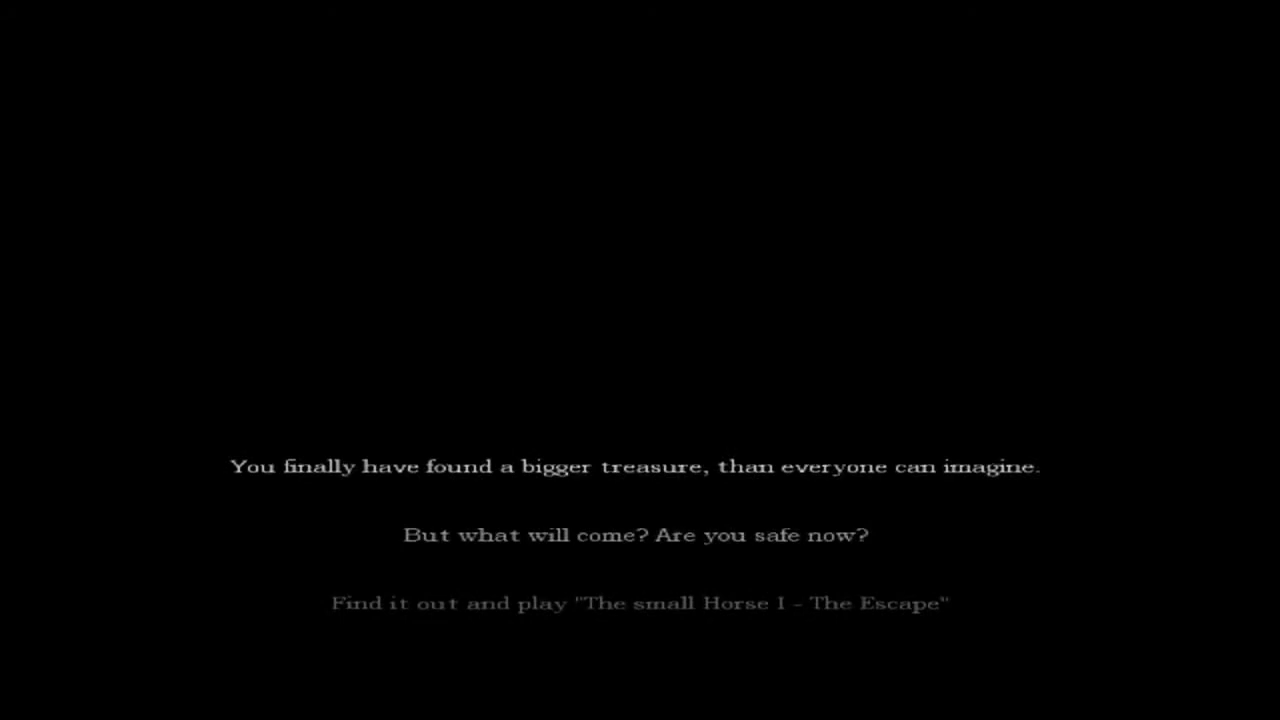 You finally have found a bigger treasure, than everyone can imagine.
But what will come? Are you safe now?
Find it out and play "The small Horse I - The Escape"